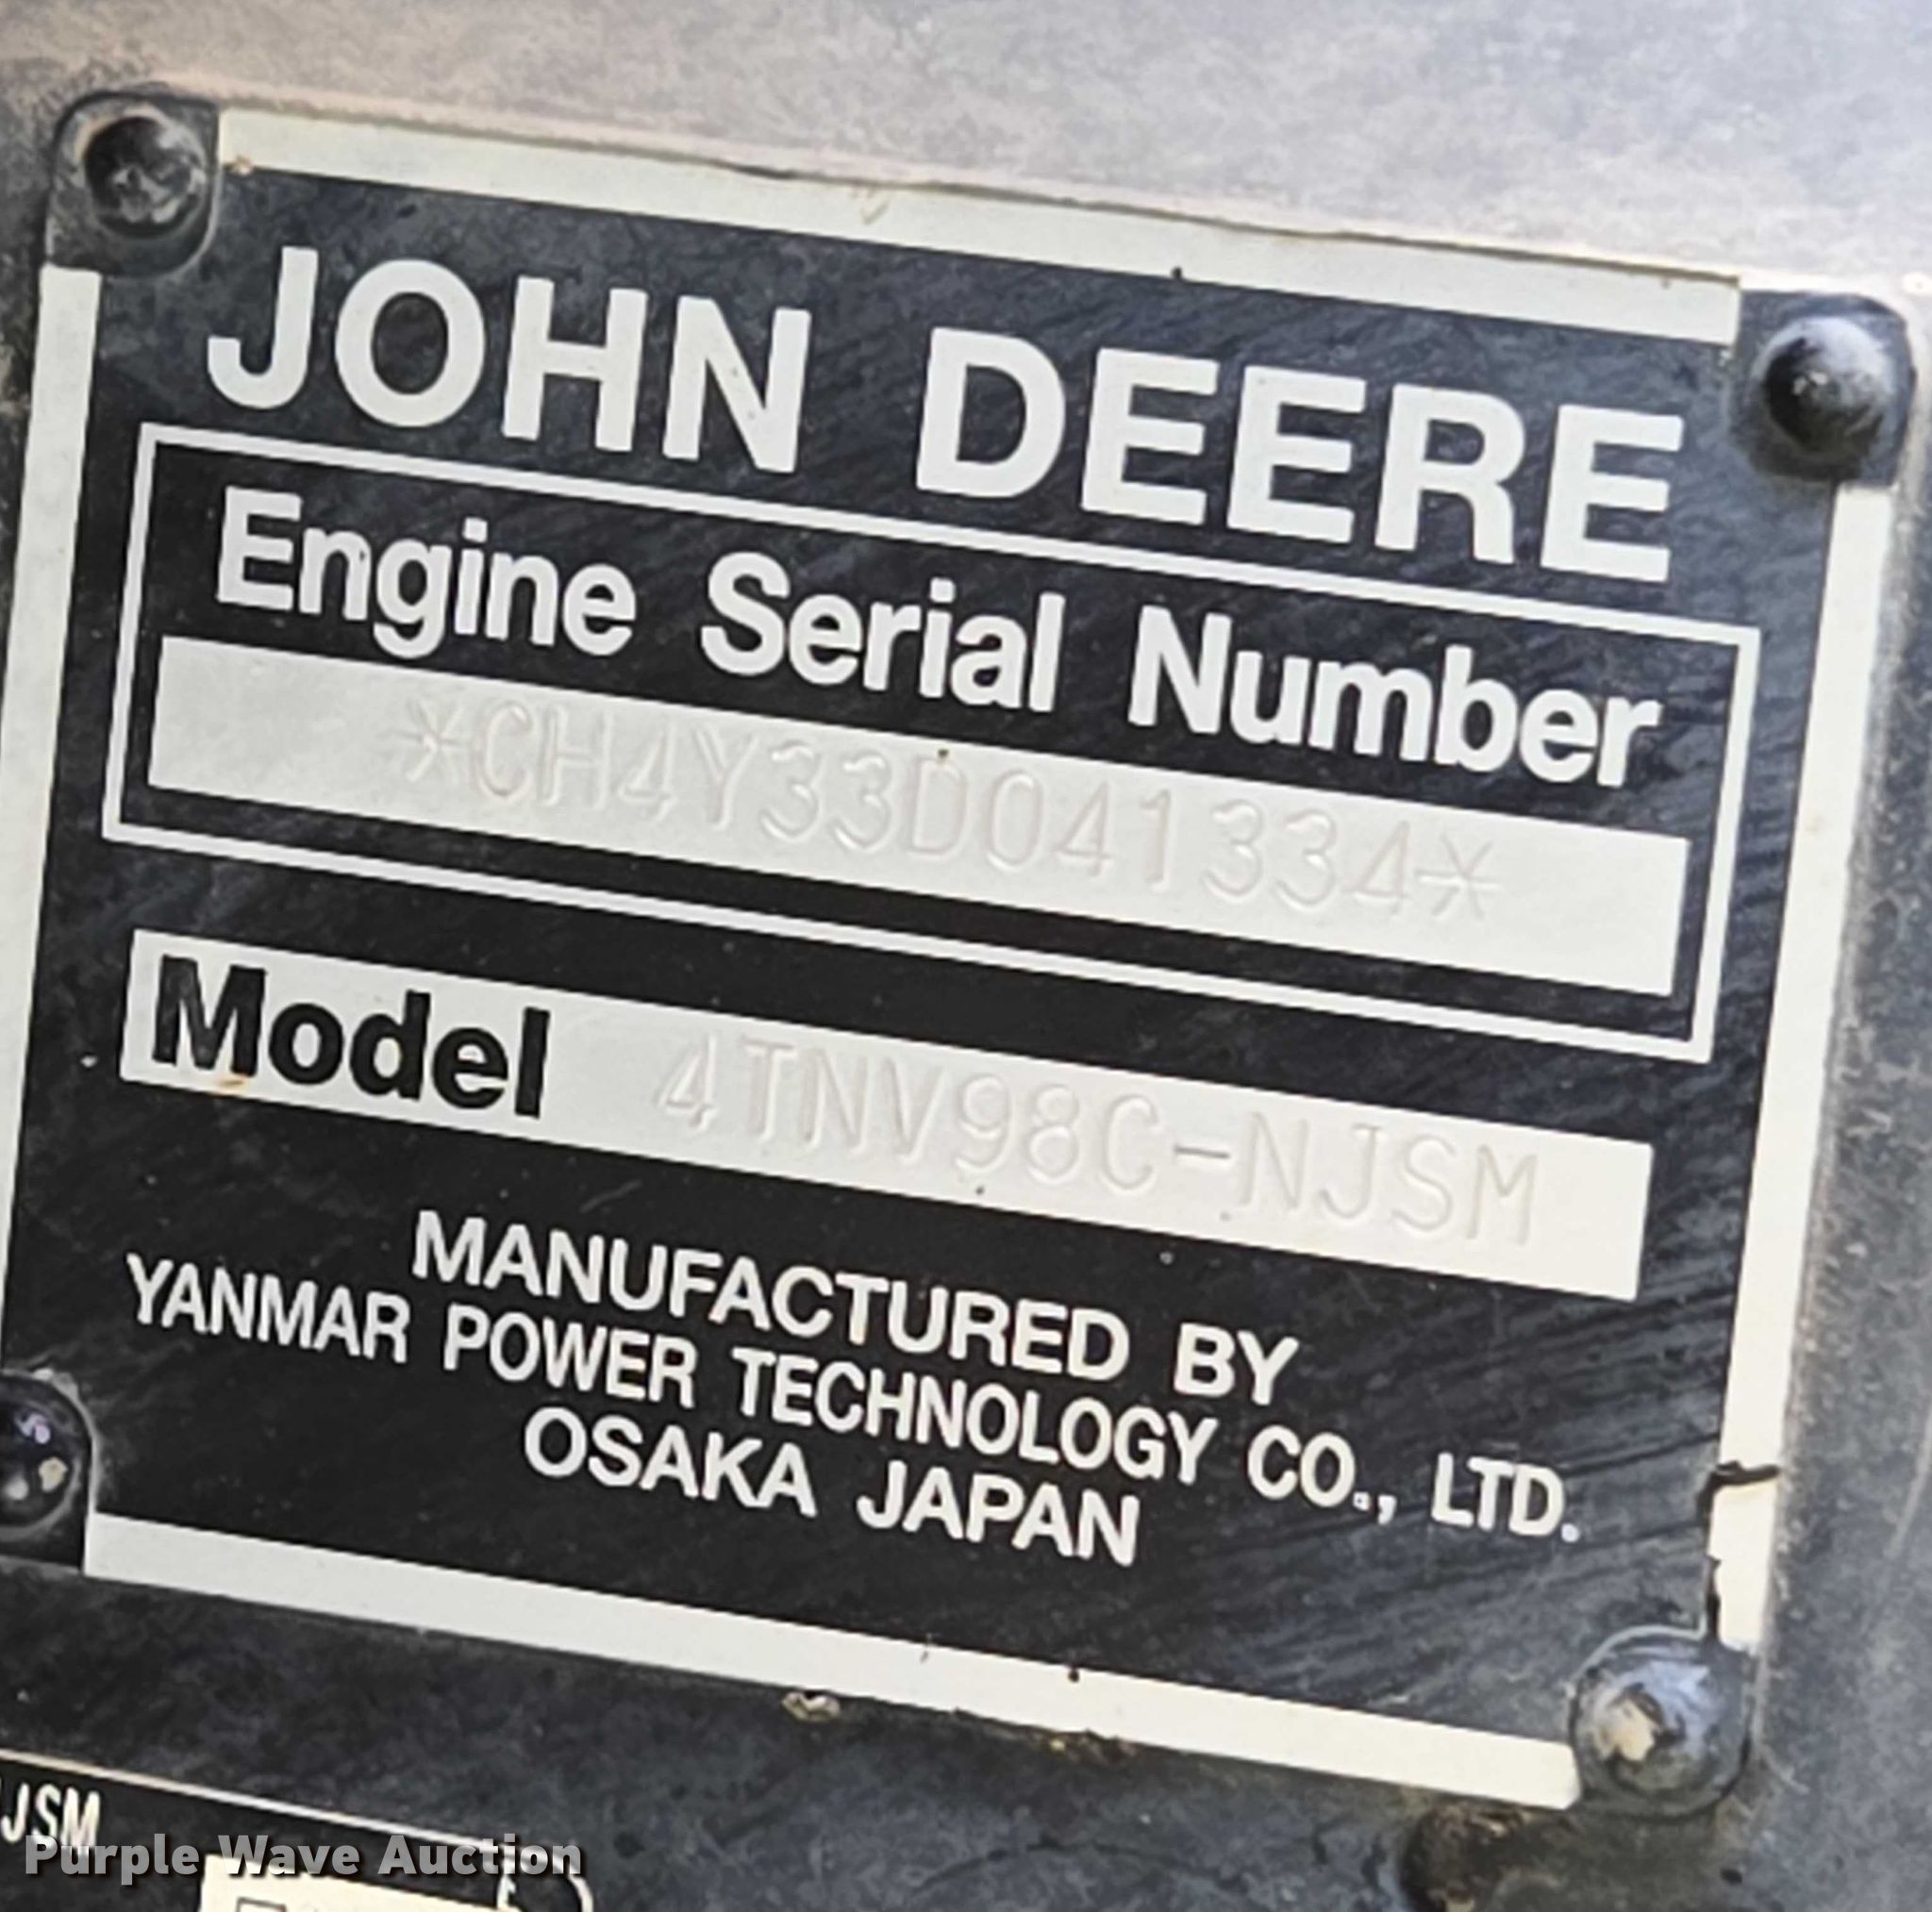 JOHN DEERE
Engine Serial Number
*CH4Y33D041334*
Model 4TNV98C-NJSM
MANUFACTURED BY
YANMAR POWER TECHNOLOGY CO., LTD.
OSAKA JAPAN
JSM
Purple Wave Auction